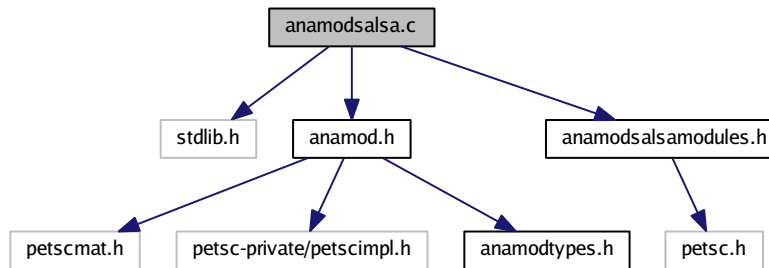 anamodsalsa.c
stdlib.h
anamod.h
anamodsalsamodules.h
petscmat.h
petsc-private/petscimpl.h
anamodtypes.h
petsc.h